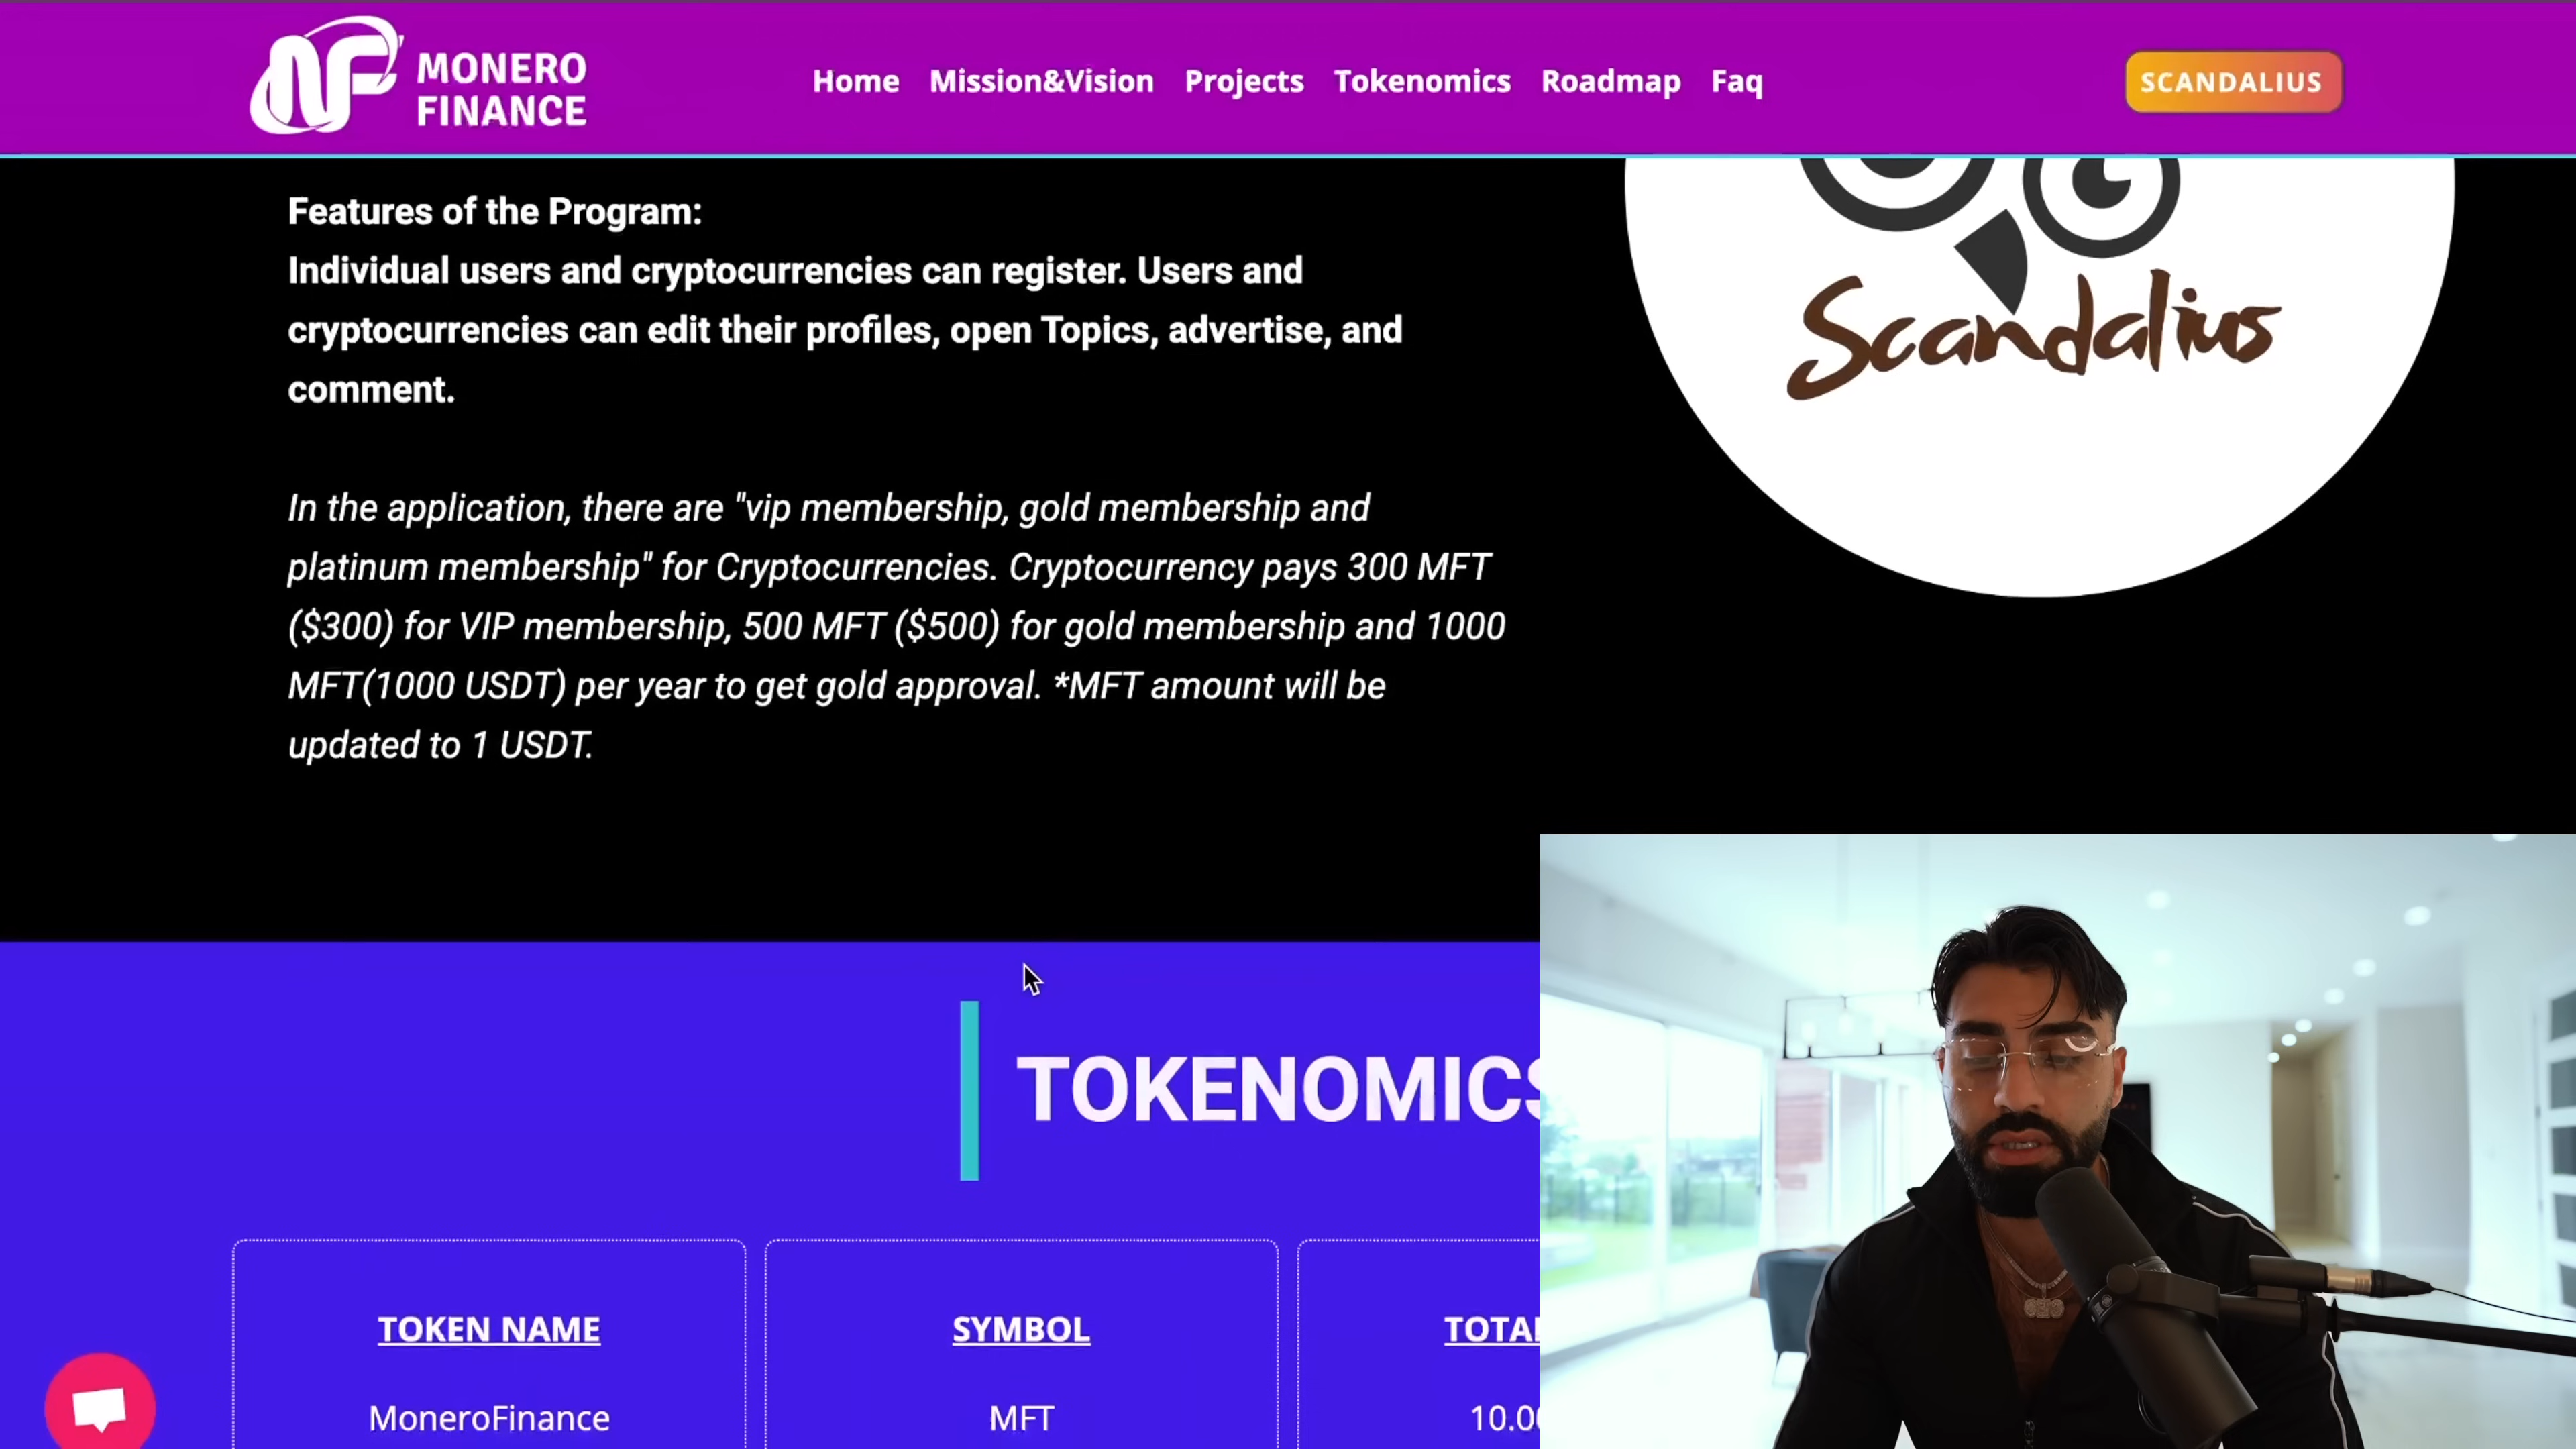 MONERO
FINANCE
Home Mission&Vision Projects Tokenomics Roadmap Faq
SCANDALIUS
Features of the Program:
Individual users and cryptocurrencies can register. Users and
cryptocurrencies can edit their profiles, open Topics, advertise, and
comment.
In the application, there are "vip membership, gold membership and
platinum membership" for Cryptocurrencies. Cryptocurrency pays 300 MFT
($300) for VIP membership, 500 MFT ($500) for gold membership and 1000
MFT(1000 USDT) per year to get gold approval. *MFT amount will be
updated to 1 USDT.
Scandalius
TOKENOMICS
TOKEN NAME
MoneroFinance
SYMBOL
MFT
TOTAL